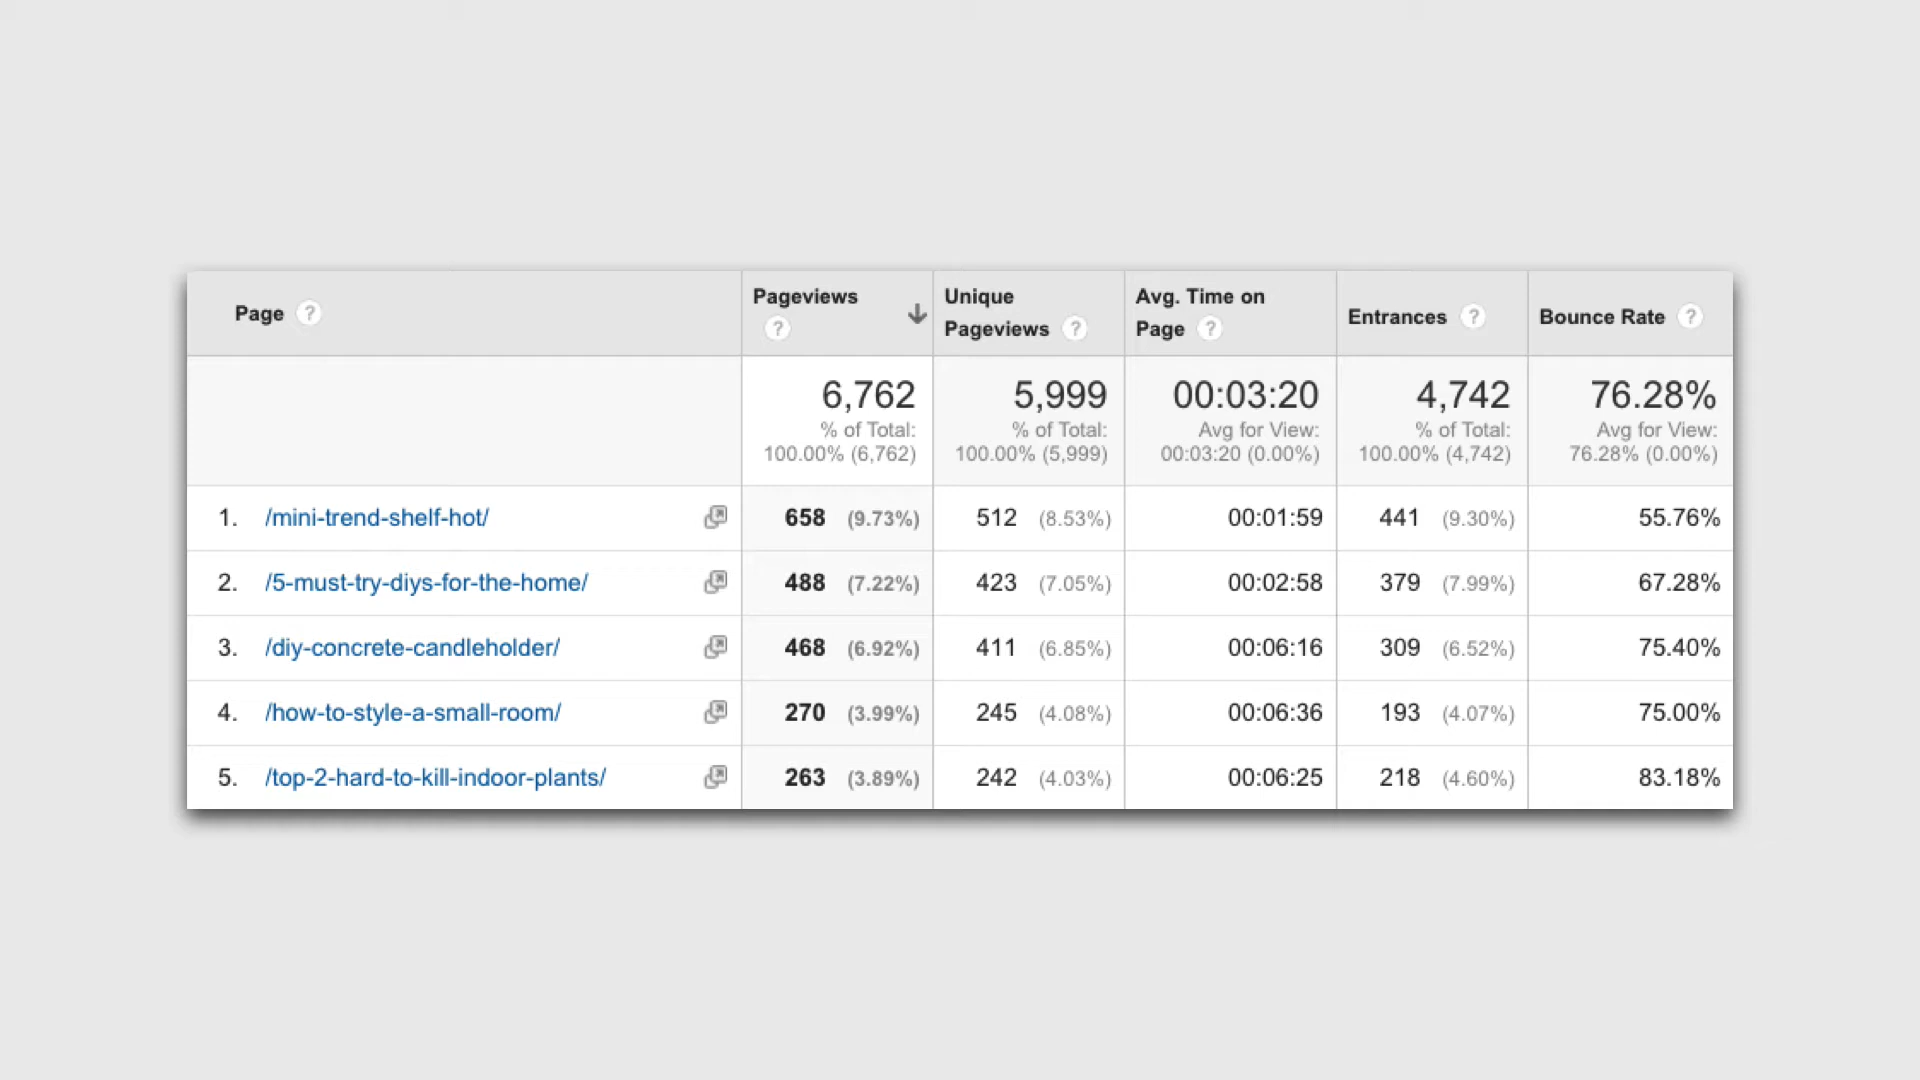 Page ? Pageviews ? Unique Pageviews ? Avg. Time on Page ? Entrances ? Bounce Rate ?
6,762 5,999 00:03:20 4,742 76.28%
% of Total: % of Total: Avg for View: % of Total: Avg for View:
100.00% (6,762) 100.00% (5,999) 00:03:20 (0.00%) 100.00% (4,742) 76.28% (0.00%)
1. /mini-trend-shelf-hot/ 658 (9.73%) 512 (8.53%) 00:01:59 441 (9.30%) 55.76%
2. /5-must-try-diys-for-the-home/ 488 (7.22%) 423 (7.05%) 00:02:58 379 (7.99%) 67.28%
3. /diy-concrete-candleholder/ 468 (6.92%) 411 (6.85%) 00:06:16 309 (6.52%) 75.40%
4. /how-to-style-a-small-room/ 270 (3.99%) 245 (4.08%) 00:06:36 193 (4.07%) 75.00%
5. /top-2-hard-to-kill-indoor-plants/ 263 (3.89%) 242 (4.03%) 00:06:25 218 (4.60%) 83.18%